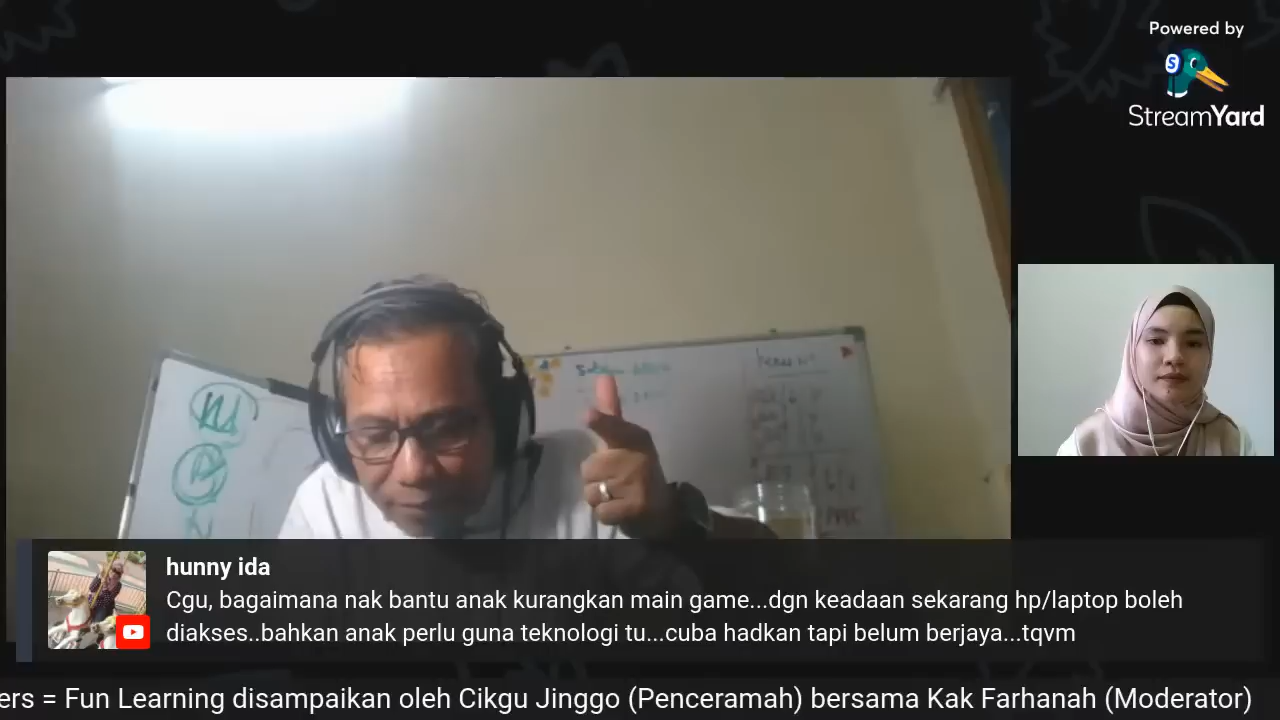 Powered by
StreamYard
hunny ida
Cgu, bagaimana nak bantu anak kurangkan main game...dgn keadaan sekarang hp/laptop boleh
diakses..bahkan anak perlu guna teknologi tu...cuba hadkan tapi belum berjaya...tqvm
ers = Fun Learning disampaikan oleh Cikgu Jinggo (Penceramah) bersama Kak Farhanah (Moderator)